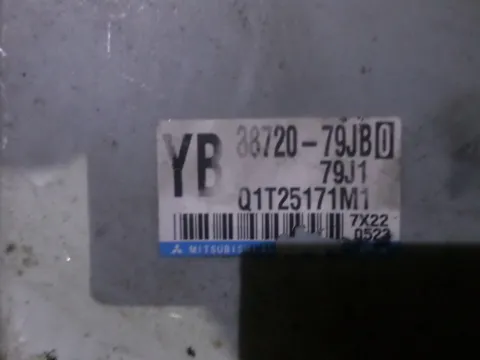 YB 38720-79JB0
79J1
Q1T25171M1
7X22
0523
MITSUBISHI